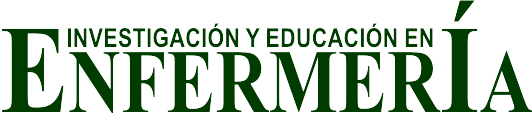 INVESTIGACIÓN Y EDUCACIÓN EN
ENFERMERÍA